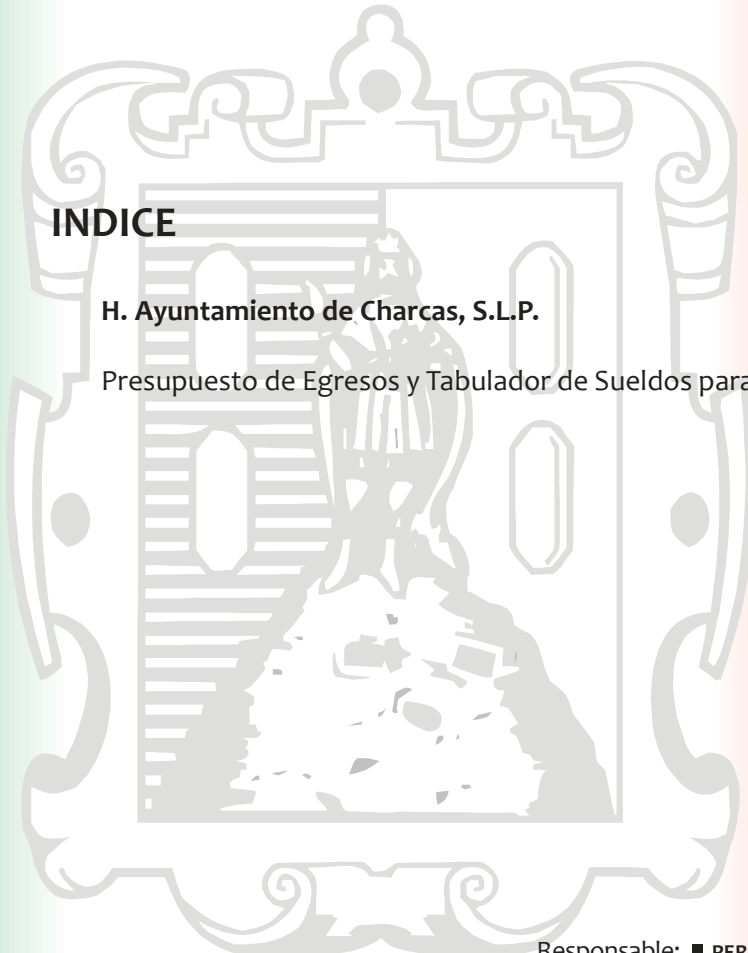 INDICE
H. Ayuntamiento de Charcas, S.L.P.
Presupuesto de Egresos y Tabulador de Sueldos para
Responsable: